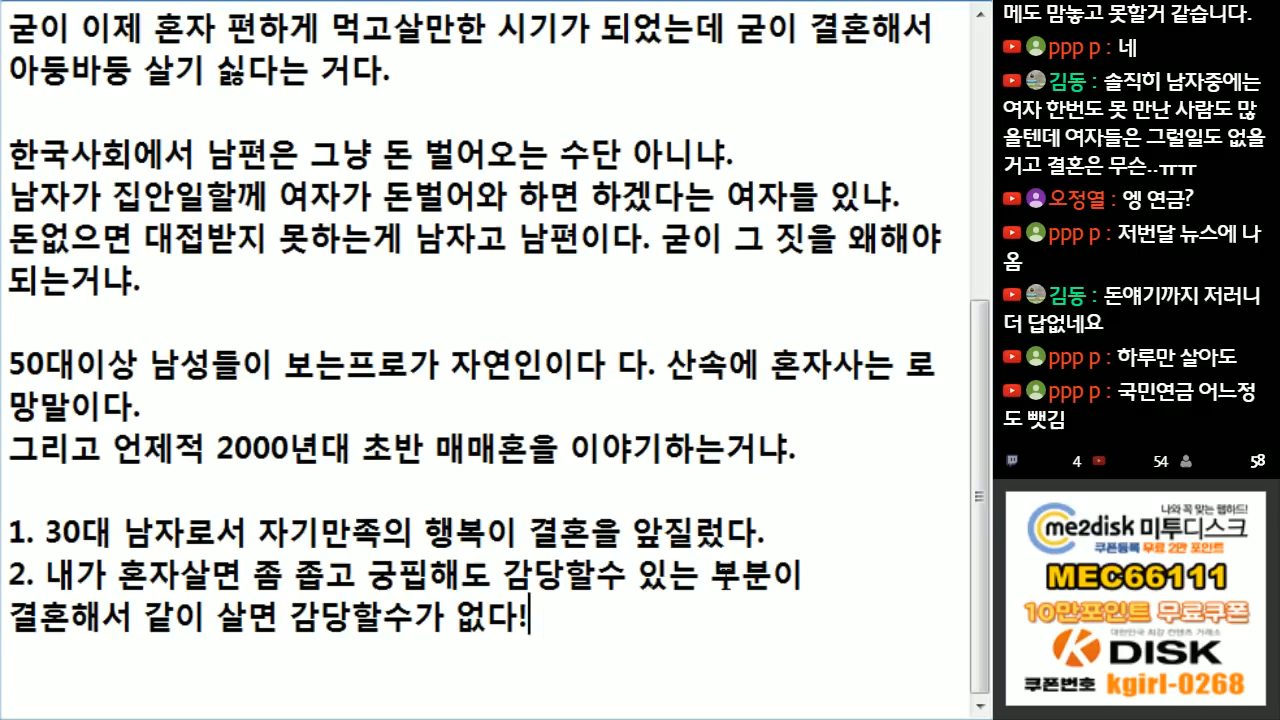 굳이 이제 혼자 편하게 먹고살만한 시기가 되었는데 굳이 결혼해서
아둥바둥 살기 싫다는 거다.
한국사회에서 남편은 그냥 돈 벌어오는 수단 아니냐.
남자가 집안일할께 여자가 돈벌어와 하면 하겠다는 여자들 있냐.
돈없으면 대접받지 못하는게 남자고 남편이다. 굳이 그 짓을 왜해야
되는거냐.
50대이상 남성들이 보는프로가 자연인이다 다. 산속에 혼자사는 로
망말이다.
그리고 언제적 2000년대 초반 매매혼을 이야기하는거냐.
1. 30대 남자로서 자기만족의 행복이 결혼을 앞질렀다.
2. 내가 혼자살면 좀 좁고 궁핍해도 감당할수 있는 부분이
결혼해서 같이 살면 감당할수가 없다!
메도 맘놓고 못할거 같습니다.
ppp p : 네
김동 : 솔직히 남자중에는
여자 한번도 못 만난 사람도 많
을텐데 여자들은 그럴일도 없을
거고 결혼은 무슨..ㅠㅠ
오정열 : 엥 연금?
ppp p : 저번달 뉴스에 나
옴
김동 : 돈얘기까지 저러니
더 답없네요
ppp p : 하루만 살아도
ppp p : 국민연금 어느정
도 뺏김
4 54 58
나와 꼭 맞는 웹하드!
me2disk 미투디스크
쿠폰등록 무료 2만 포인트
MEC66111
10만포인트 무료쿠폰
대한민국 최강 컨텐츠 거래소
K DISK
쿠폰번호 kgirl-0268